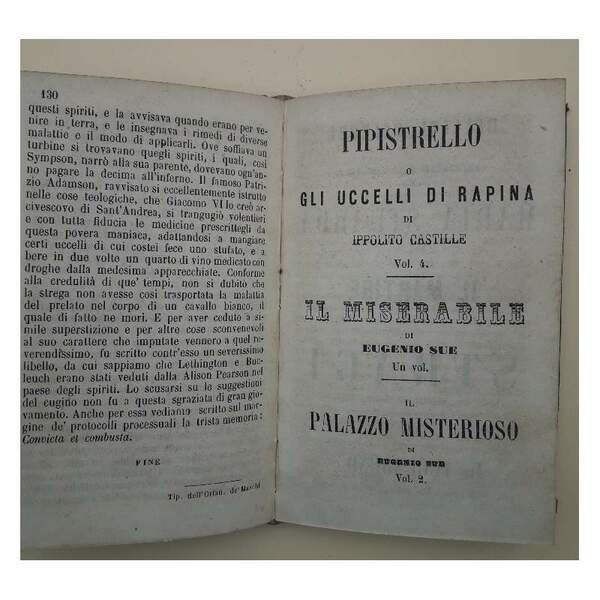 130
questi spiriti, e la avvisava quando erano per ve-
nire in terra, e le insegnava i rimedi di diverse
malattie e il modo di applicarli. Ove soffiava un
turbine si trovavano quegli spiriti, i quali, così
Sympson, narrò alla sua parente, dovevano ogn'an-
no pagare la decima all'inferno. Il famoso Patri-
zio Adamson, ravvisato sì eccellentemente istrutto
nelle cose teologiche, che Giacomo VI lo creò ar-
civescovo di Sant'Andrea, si trangugiò volentieri
e con tutta fiducia le medicine prescrittegli da
questa povera maniaca, adattandosi a mangiare
certi uccelli di cui costei fece uno stufato, e a
bere in due volte un quarto di vino medicato con
droghe dalla medesima apparecchiate. Conforme
alla credulità di que' tempi, non si dubitò che
la strega non avesse così trasportata la malattia
del prelato nel corpo di un cavallo bianco, il
quale di fatto ne morì. E per aver ceduto a si-
mile superstizione e per altre cose sconvenevoli
al suo carattere che imputate vennero a quel re-
verendissimo, fu scritto contr'esso un severissimo
libello, da cui sappiamo che Lethington e Buc-
leuch erano stati veduti dalla Alison Pearson nel
paese degli spiriti. Lo scusarsi su lo suggestioni
del cugino non fu a questa sgraziata di gran gio-
vamento. Anche per essa vediamo scritto sul mar-
gine de' protocolli processuali la trista memoria:
Convicta et combusta.
FINE
Tip. dell'Orfan. de' Maschi
PIPISTRELLO
O
GLI UCCELLI DI RAPINA
DI
IPPOLITO CASTILLE
Vol. 4.
IL MISERABILE
DI
EUGENIO SUE
Un vol.
IL
PALAZZO MISTERIOSO
DI
EUGENIO SUE
Vol. 2.